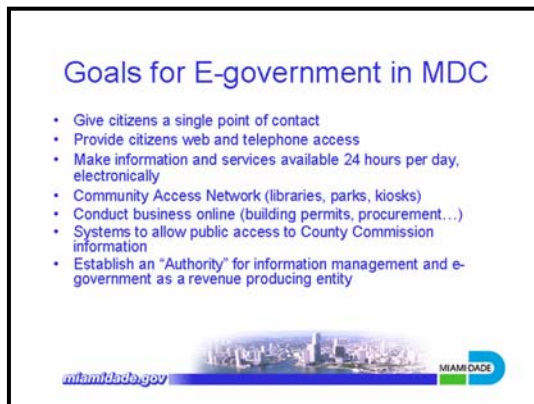 Goals for E-government in MDC
• Give citizens a single point of contact
• Provide citizens web and telephone access
• Make information and services available 24 hours per day,
electronically
• Community Access Network (libraries, parks, kiosks)
• Conduct business online (building permits, procurement…)
• Systems to allow public access to County Commission
information
• Establish an “Authority” for information management and e-
government as a revenue producing entity
miamidade.gov
MIAMI-DADE